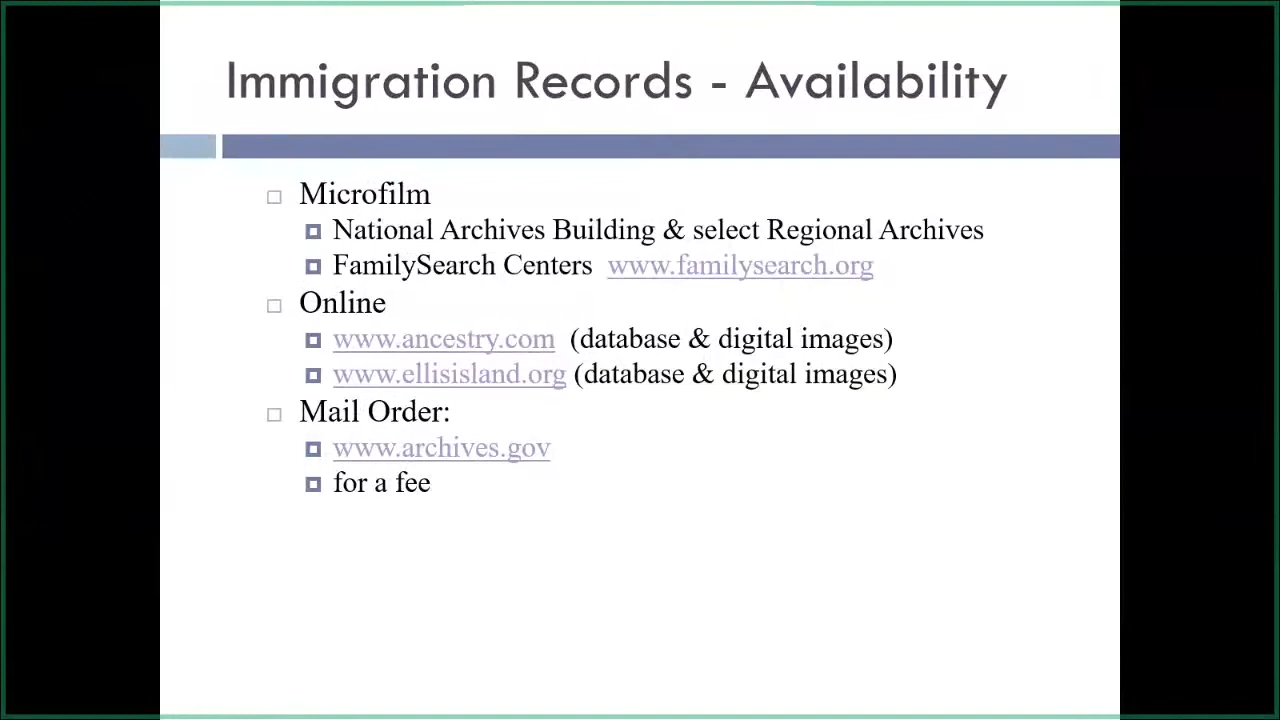 Immigration Records - Availability
Microfilm
National Archives Building & select Regional Archives
FamilySearch Centers www.familysearch.org
Online
www.ancestry.com (database & digital images)
www.ellisisland.org (database & digital images)
Mail Order:
www.archives.gov
for a fee